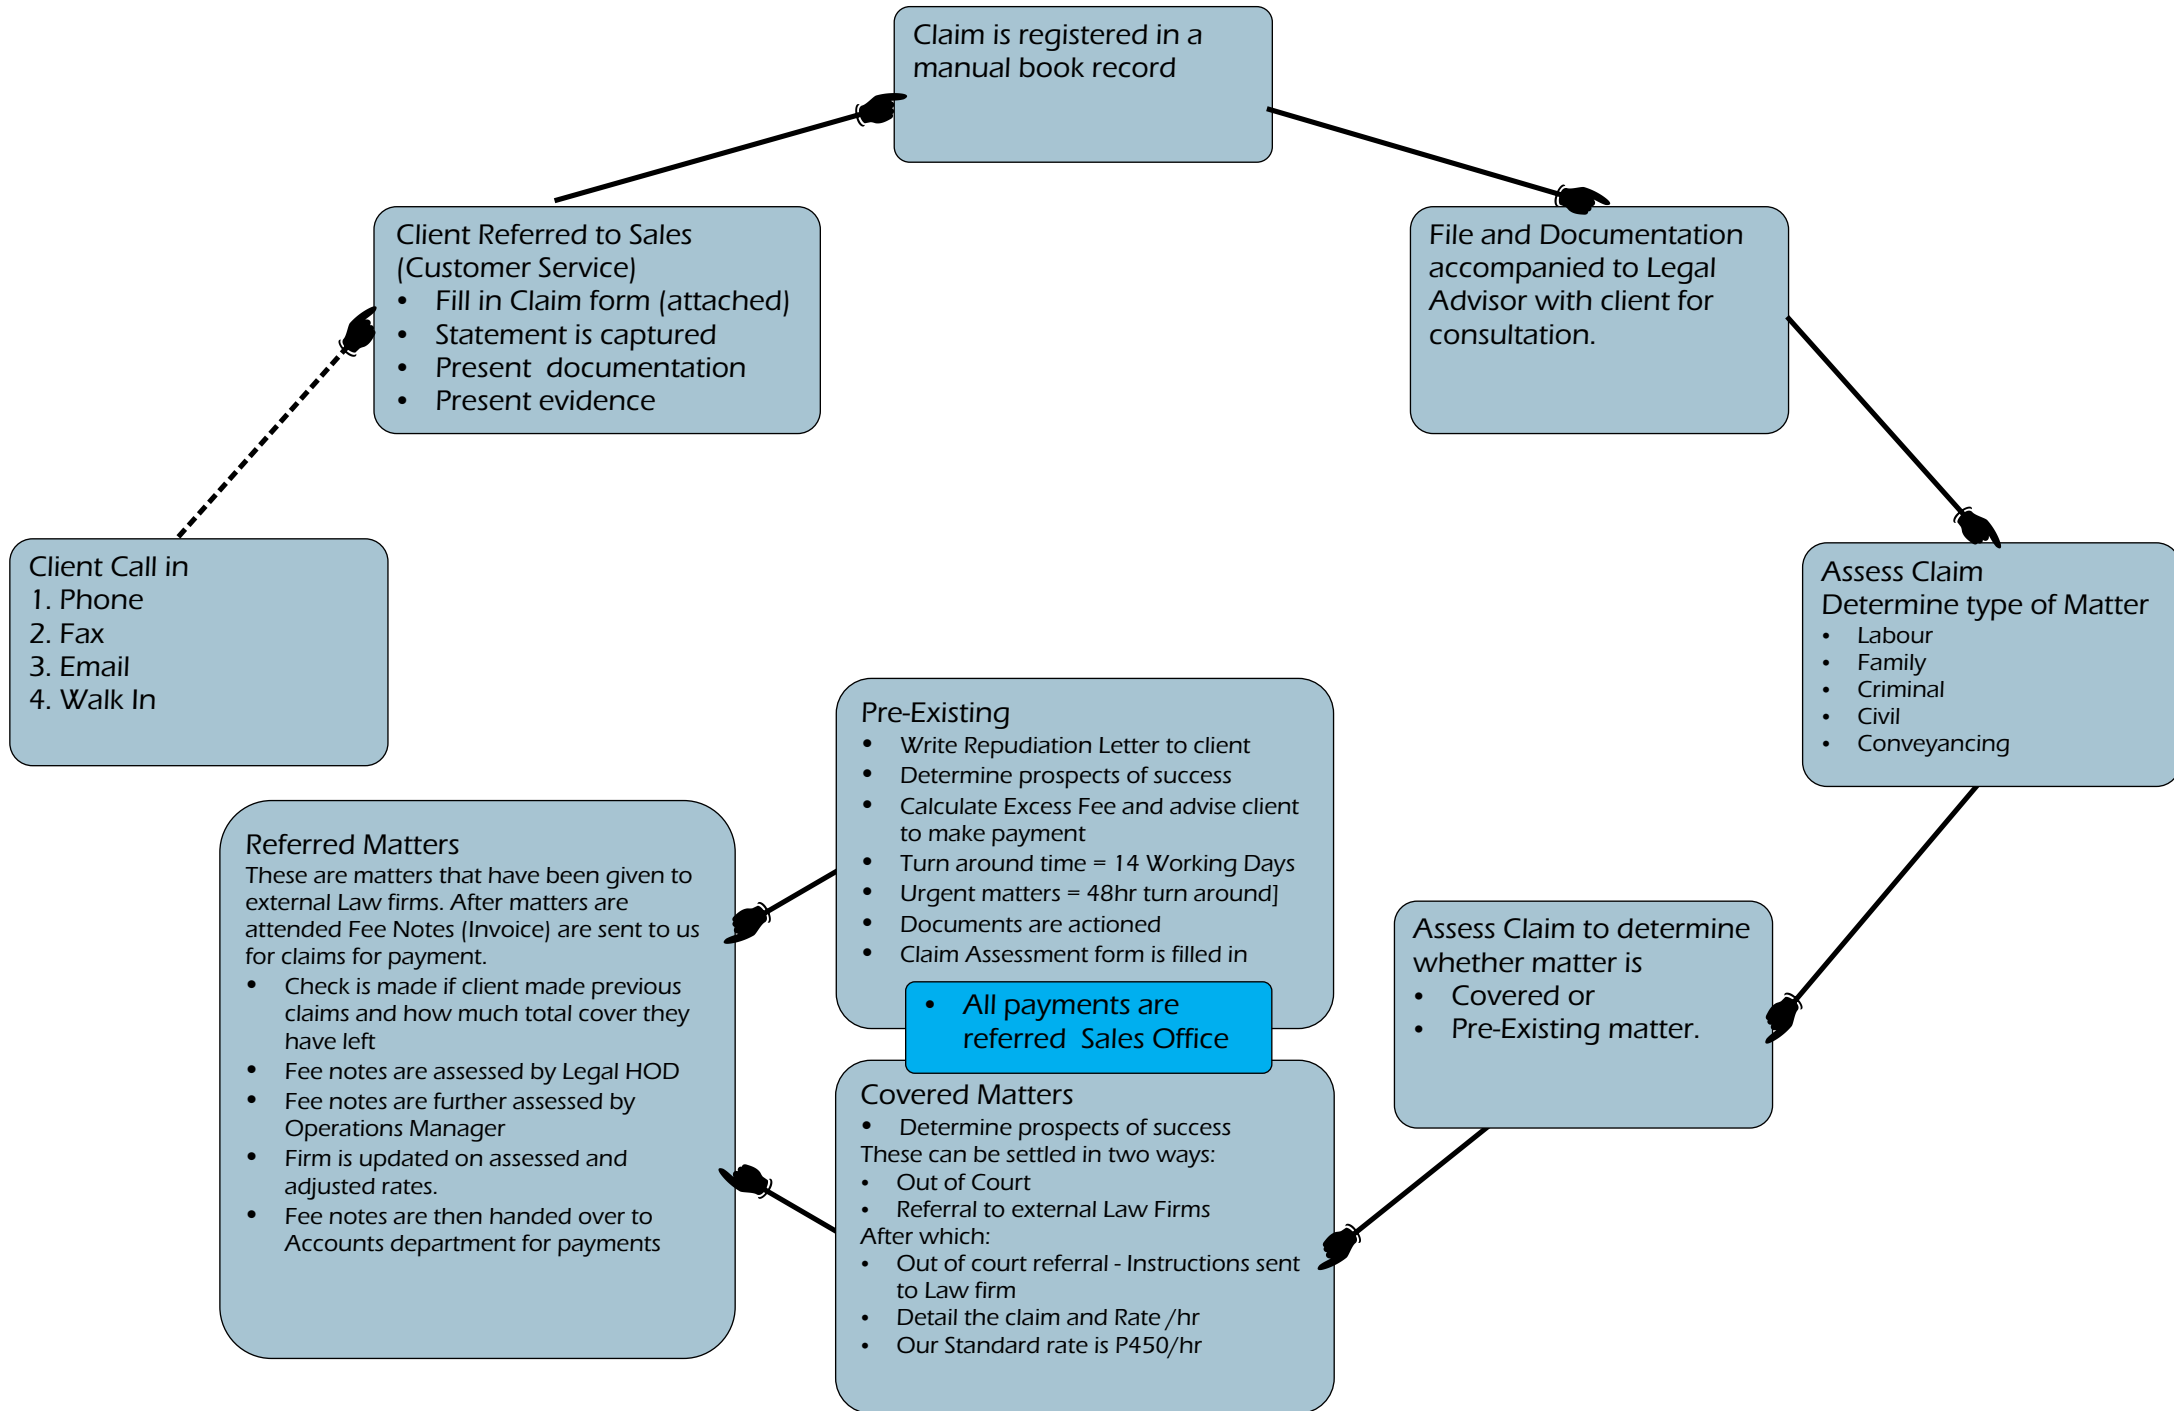 Claim is registered in a
manual book record
Client Referred to Sales
(Customer Service)
• Fill in Claim form (attached)
• Statement is captured
• Present documentation
• Present evidence
File and Documentation
accompanied to Legal
Advisor with client for
consultation.
Client Call in
1. Phone
2. Fax
3. Email
4. Walk In
Assess Claim
Determine type of Matter
• Labour
• Family
• Criminal
• Civil
• Conveyancing
Pre-Existing
• Write Repudiation Letter to client
• Determine prospects of success
• Calculate Excess Fee and advise client
to make payment
• Turn around time = 14 Working Days
• Urgent matters = 48hr turn around]
• Documents are actioned
• Claim Assessment form is filled in
• All payments are
referred Sales Office
Referred Matters
These are matters that have been given to
external Law firms. After matters are
attended Fee Notes (Invoice) are sent to us
for claims for payment.
• Check is made if client made previous
claims and how much total cover they
have left
• Fee notes are assessed by Legal HOD
• Fee notes are further assessed by
Operations Manager
• Firm is updated on assessed and
adjusted rates.
• Fee notes are then handed over to
Accounts department for payments
Assess Claim to determine
whether matter is
• Covered or
• Pre-Existing matter.
Covered Matters
• Determine prospects of success
These can be settled in two ways:
• Out of Court
• Referral to external Law Firms
After which:
• Out of court referral - Instructions sent
to Law firm
• Detail the claim and Rate /hr
• Our Standard rate is P450/hr